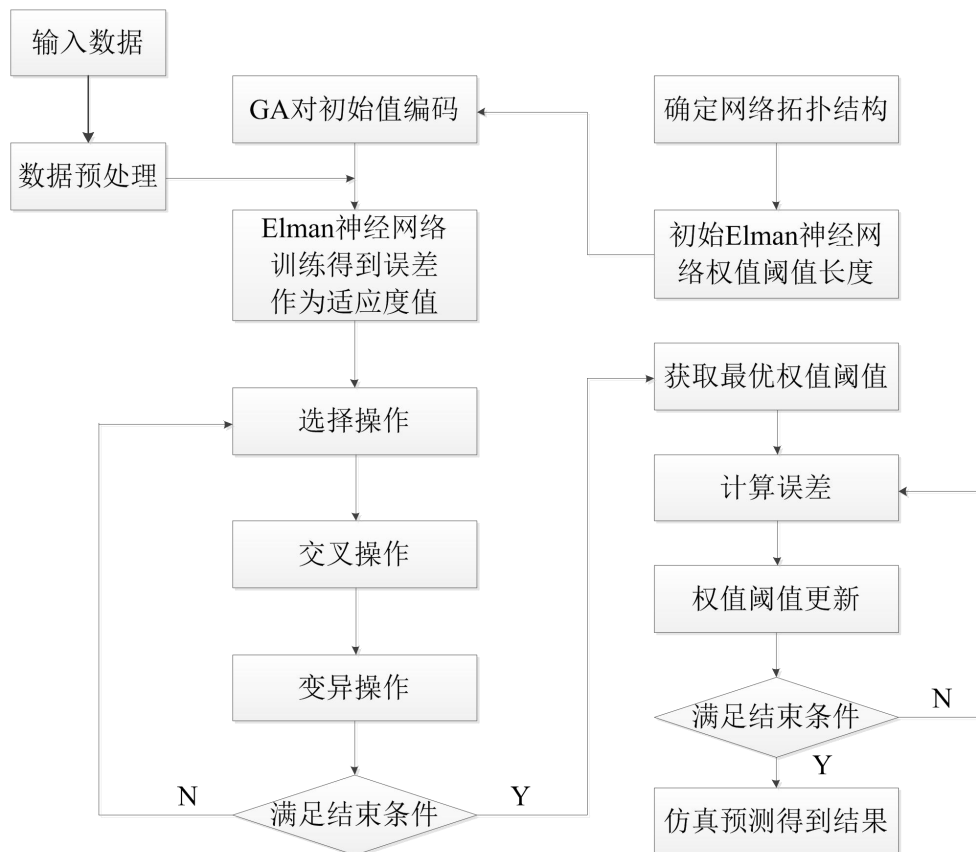 输入数据
数据预处理
GA对初始值编码
Elman神经网络
训练得到误差
作为适应度值
选择操作
交叉操作
变异操作
满足结束条件
N
Y
确定网络拓扑结构
初始Elman神经网
络权值阈值长度
获取最优权值阈值
计算误差
权值阈值更新
满足结束条件
N
Y
仿真预测得到结果